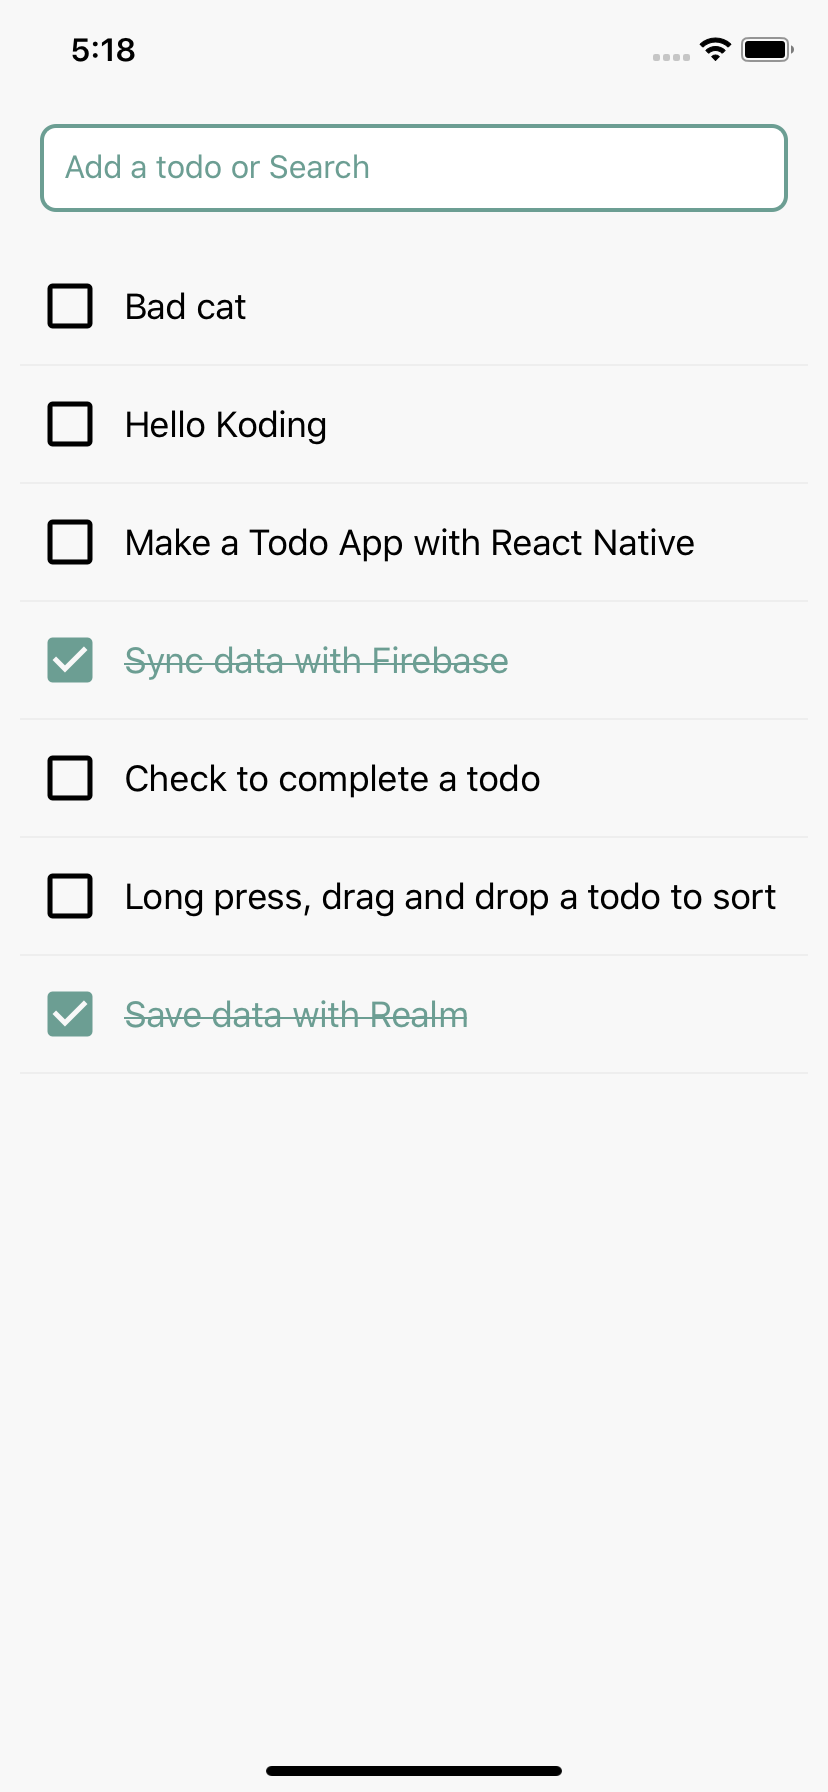 5:18
Add a todo or Search
Bad cat
Hello Koding
Make a Todo App with React Native
Sync data with Firebase
Check to complete a todo
Long press, drag and drop a todo to sort
Save data with Realm